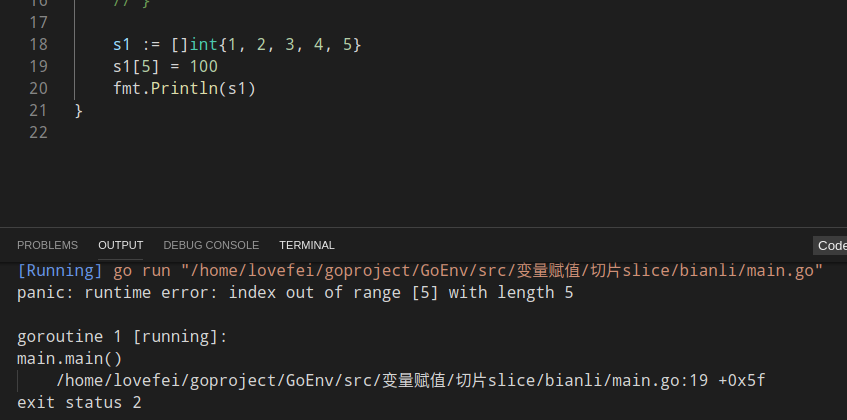 16 // }
17
18 s1 := []int{1, 2, 3, 4, 5}
19 s1[5] = 100
20 fmt.Println(s1)
21 }
22
PROBLEMS OUTPUT DEBUG CONSOLE TERMINAL Code
[Running] go run "/home/lovefei/goproject/GoEnv/src/变量赋值/切片slice/bianli/main.go"
panic: runtime error: index out of range [5] with length 5
goroutine 1 [running]:
main.main()
/home/lovefei/goproject/GoEnv/src/变量赋值/切片slice/bianli/main.go:19 +0x5f
exit status 2